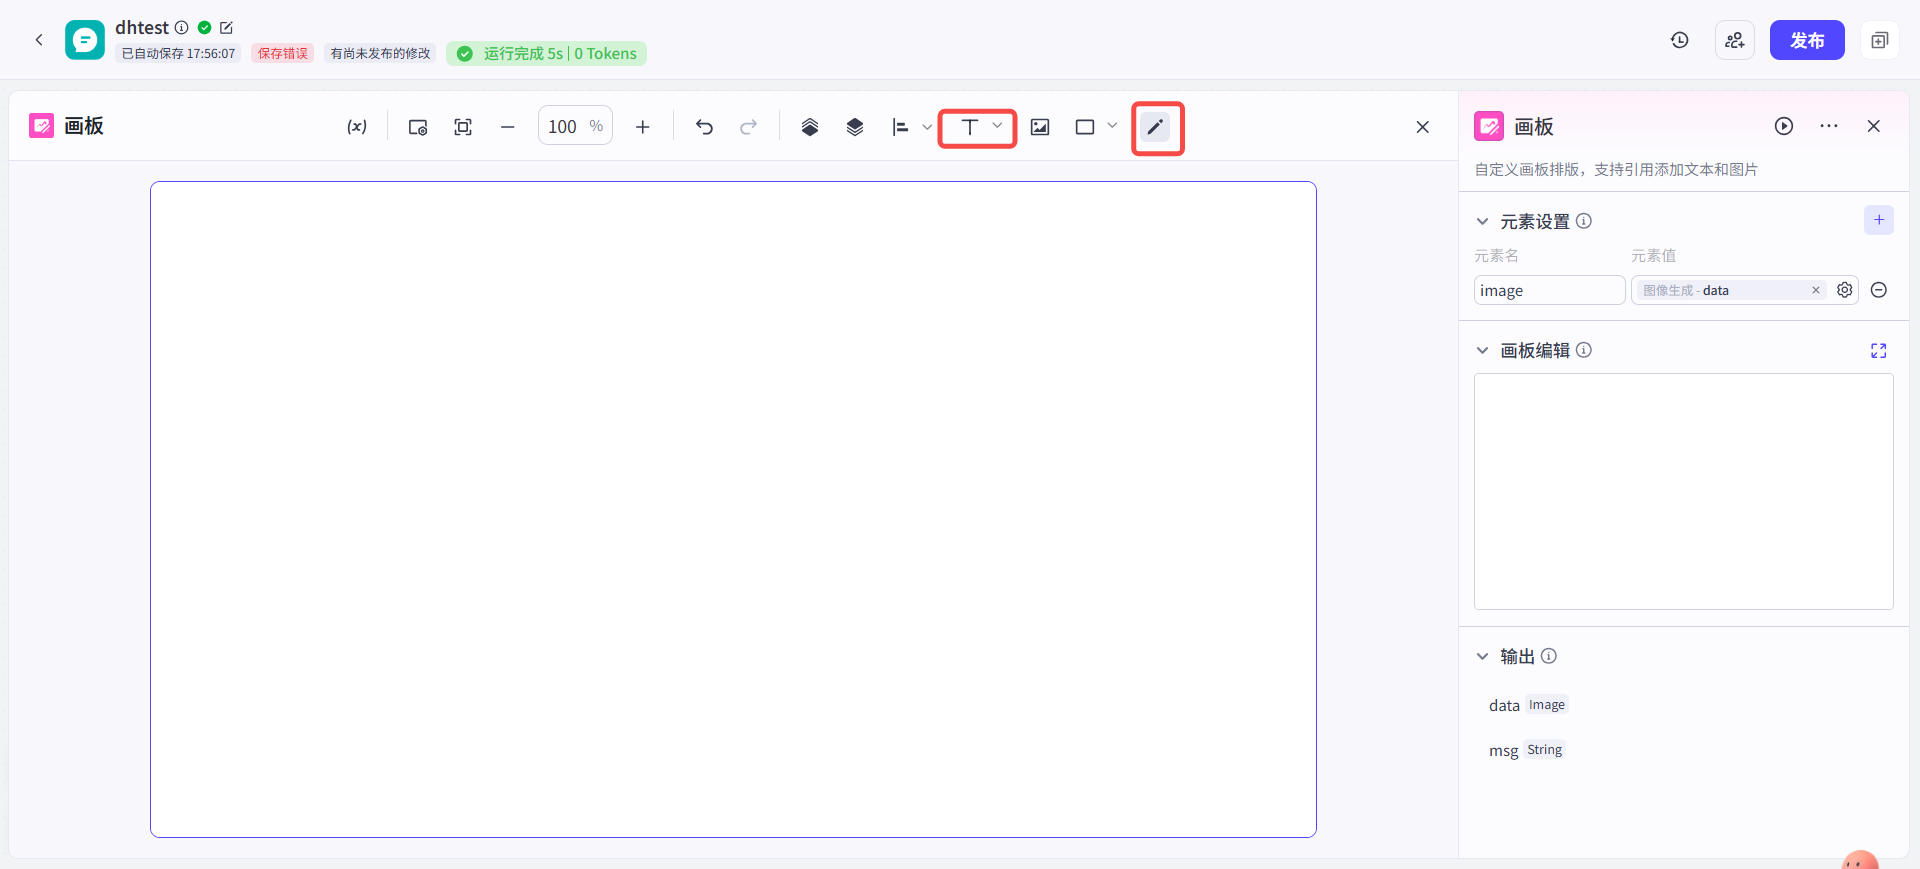 dhtest
已自动保存 17:56:07 保存错误 有尚未发布的修改 运行完成 5s | 0 Tokens
发布
画板 (x) 100 % T
画板
自定义画板排版，支持引用添加文本和图片
元素设置
元素名 元素值
image 图像生成 - data
画板编辑
输出
data Image
msg String